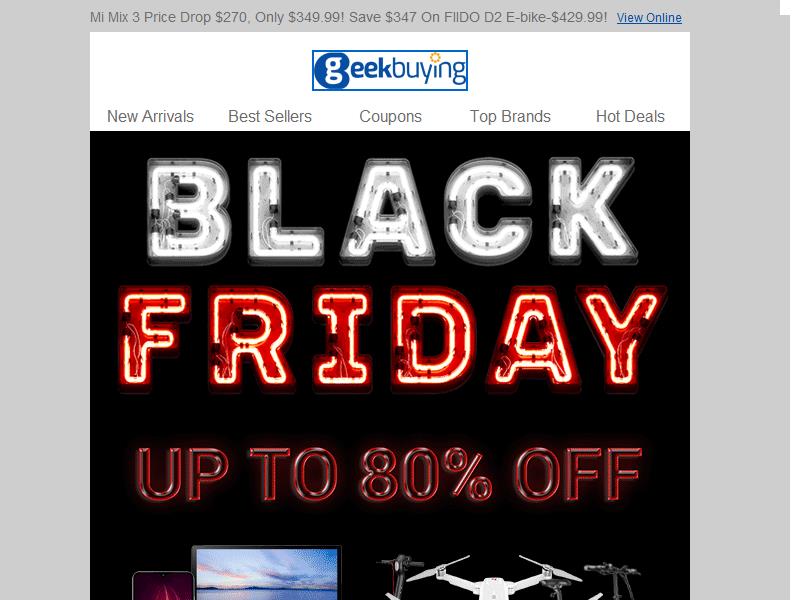 Mi Mix 3 Price Drop $270, Only $349.99! Save $347 On FIIDO D2 E-bike-$429.99! View Online
geekbuying
New Arrivals Best Sellers Coupons Top Brands Hot Deals
BLACK
FRIDAY
UP TO 80% OFF